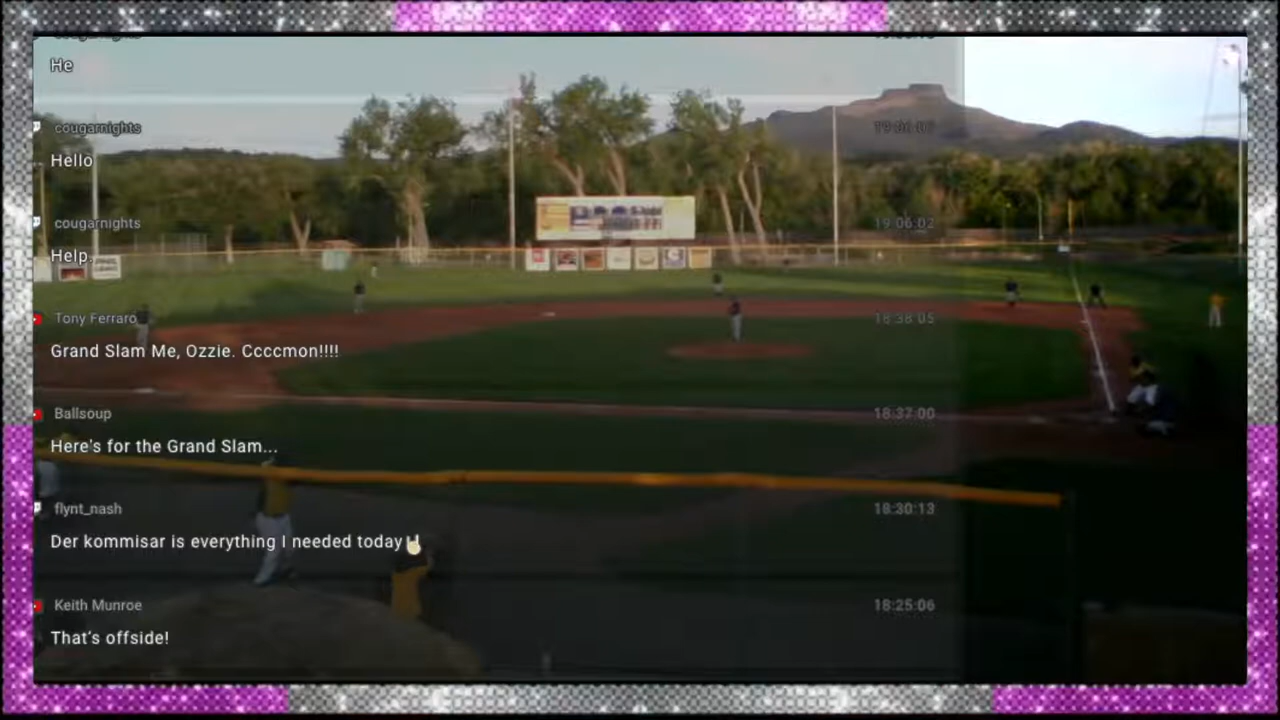 cougarnights
He
cougarnights 19:06:07
Hello
cougarnights 19:06:02
Help.
Tony Ferraro 18:38:05
Grand Slam Me, Ozzie. Ccccmon!!!!
Ballsoup 18:37:00
Here's for the Grand Slam...
flynt_nash 18:30:13
Der kommisar is everything I needed today
Keith Munroe 18:25:06
That's offside!